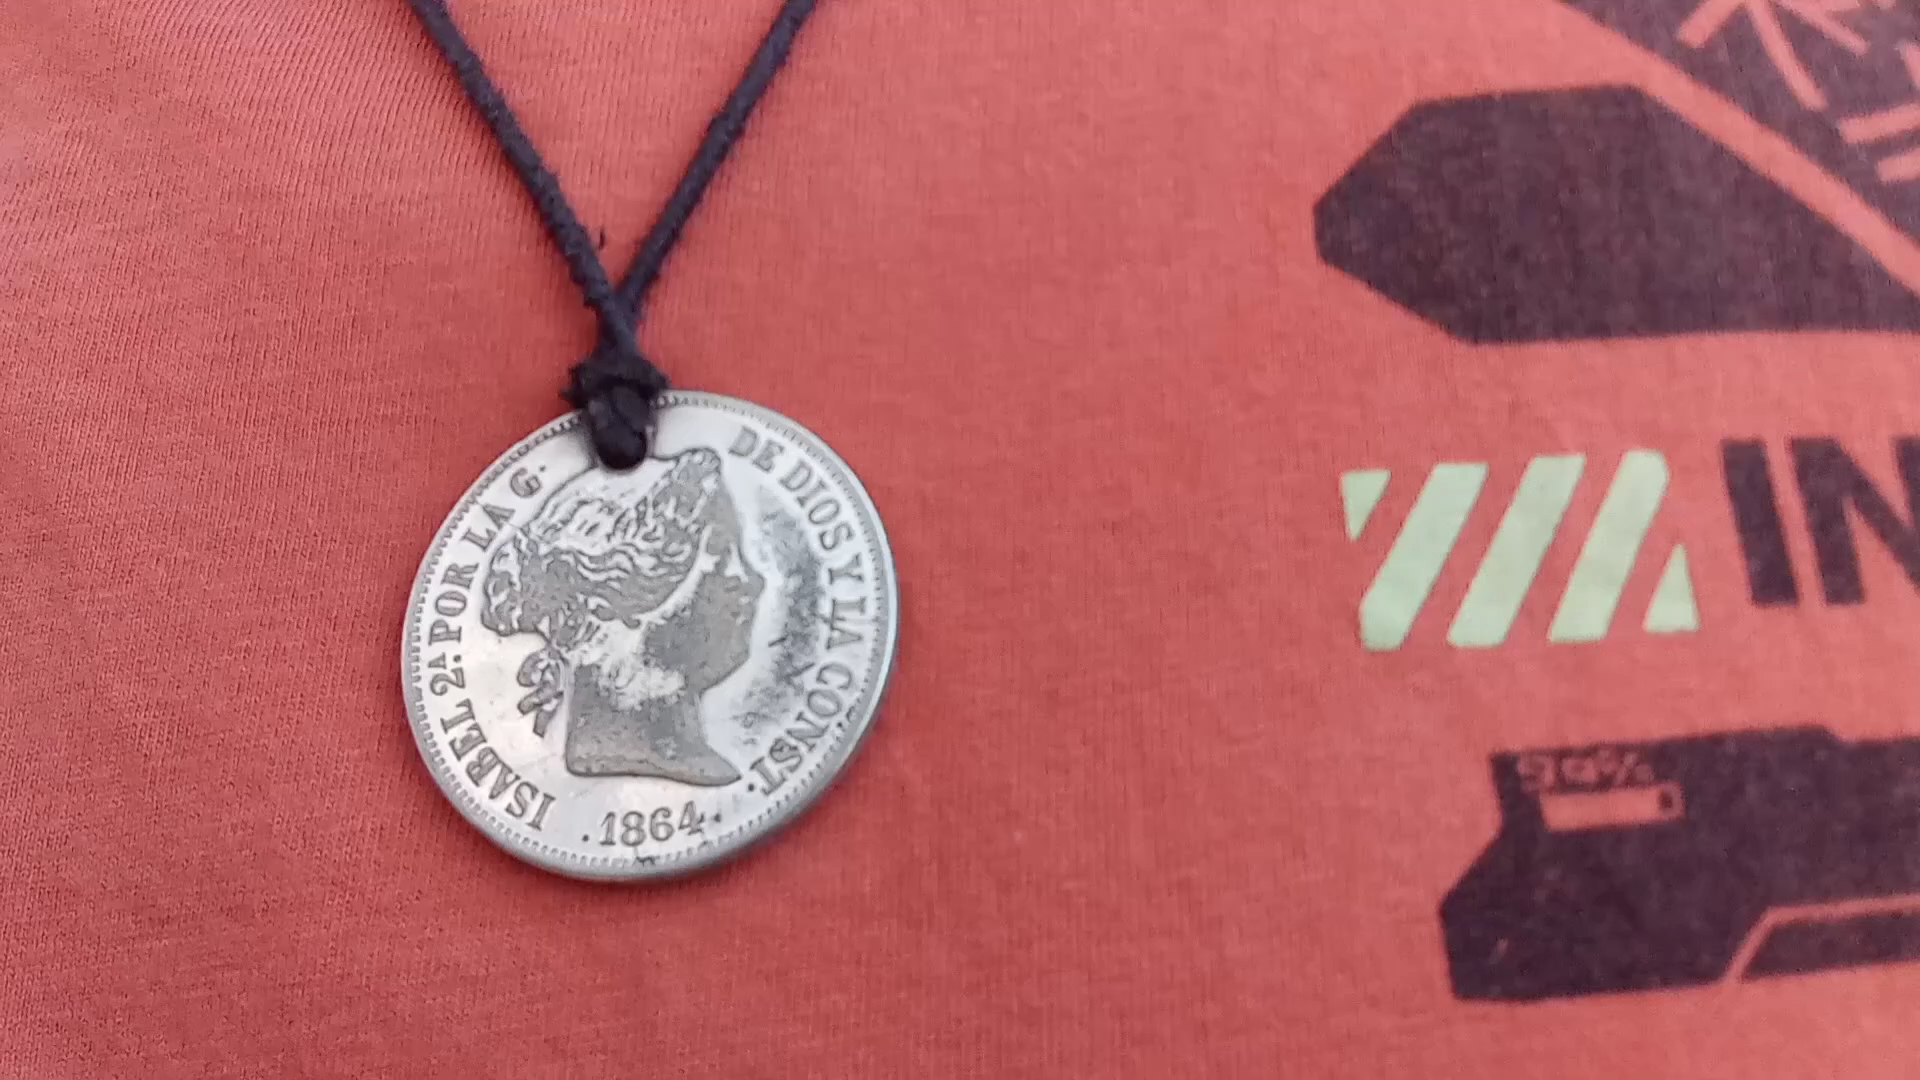 ISABEL 2ᴬ. POR LA G. DE DIOS Y LA CONST.
. 1864.
IN